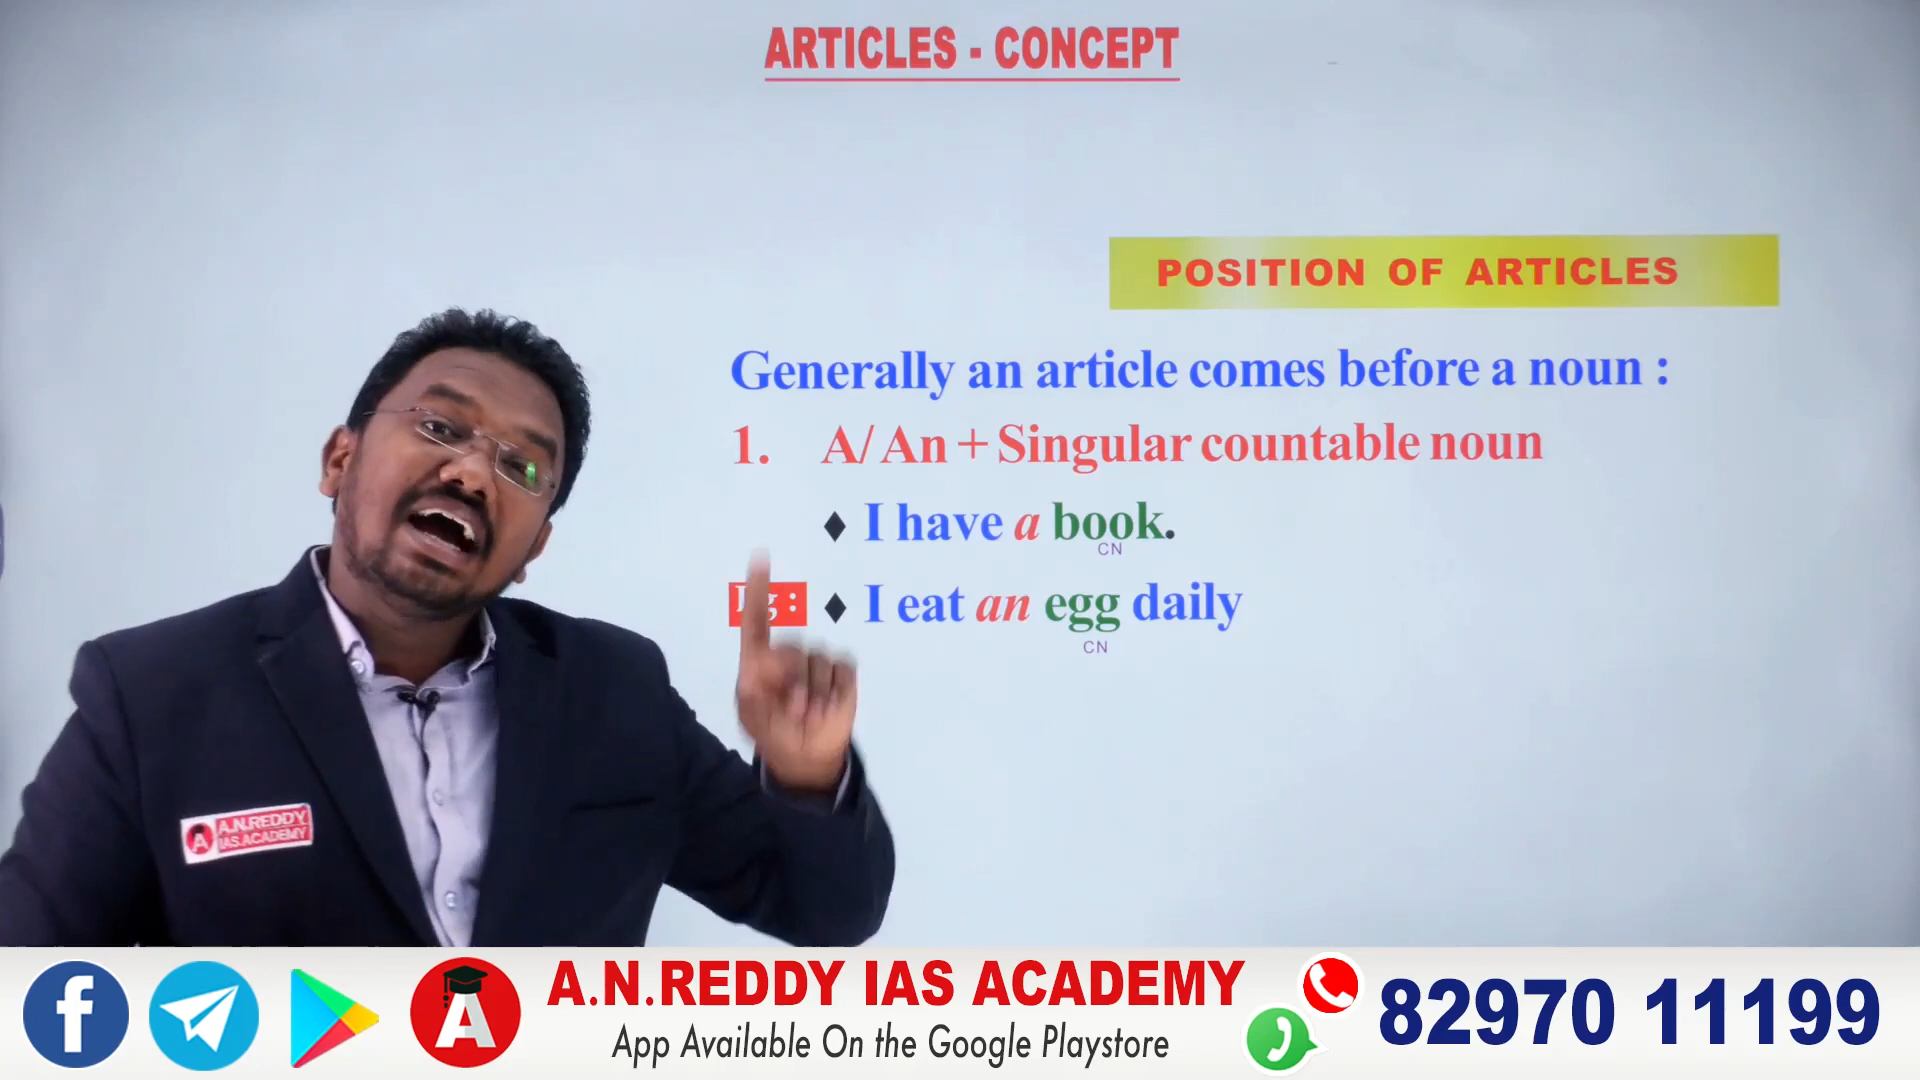 ARTICLES - CONCEPT
POSITION OF ARTICLES
Generally an article comes before a noun :
1. A/ An + Singular countable noun
♦ I have a book.
CN
Eg : ♦ I eat an egg daily
CN
A.N.REDDY
IAS ACADEMY
A
A
A.N.REDDY IAS ACADEMY
App Available On the Google Playstore
82970 11199